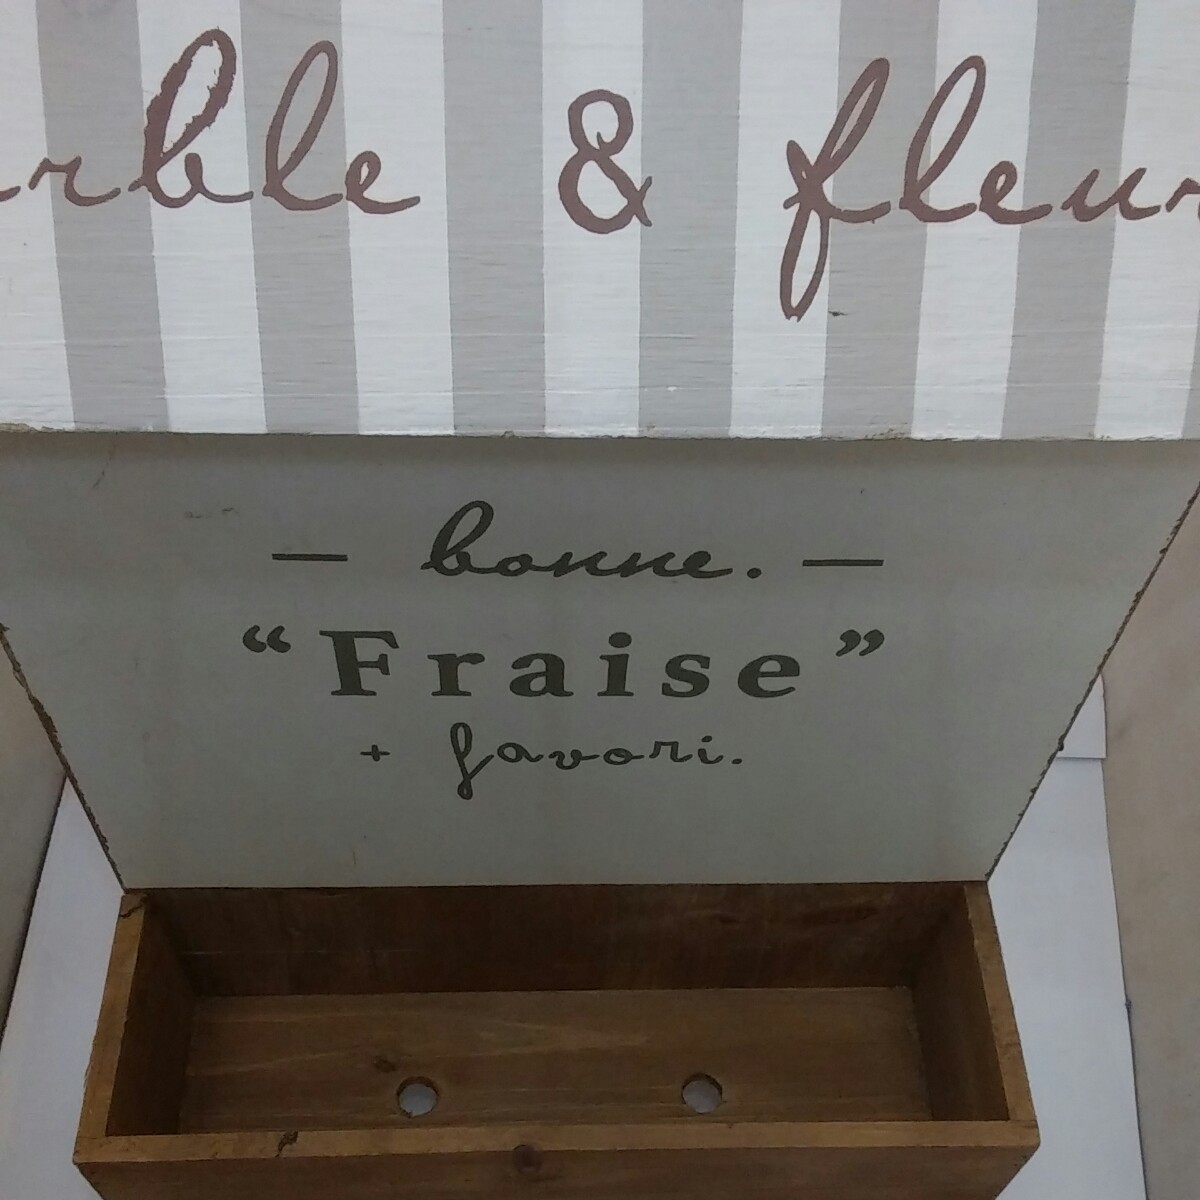 rble & fleur
— bonne. —
“Fraise”
+ favori.